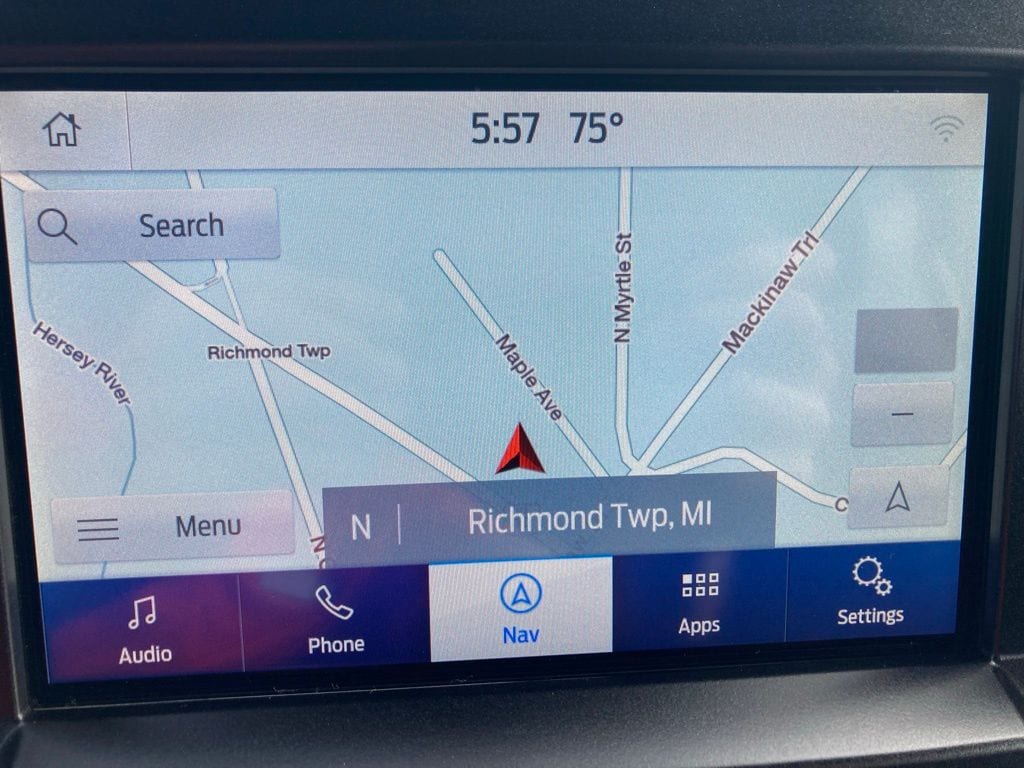 5:57 75°
Search
N Myrtle St
Mackinaw Trl
Hersey River
Richmond Twp
Maple Ave
C
Menu
N
Richmond Twp, MI
Audio
Phone
Nav
Apps
Settings